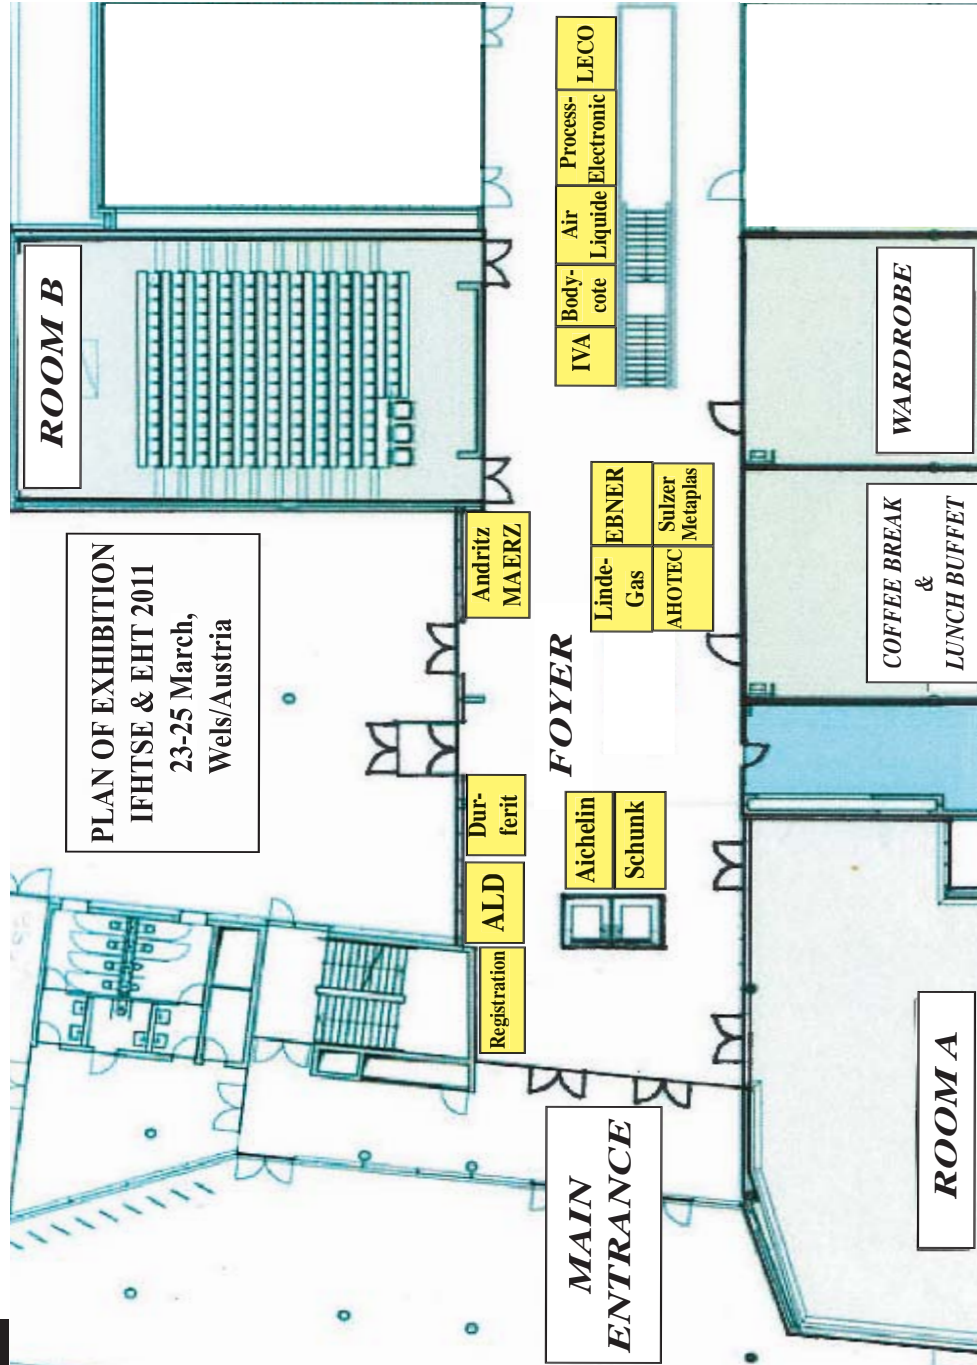 PLAN OF EXHIBITION
IFHTSE & EHT 2011
23-25 March,
Wels/Austria
ROOM B
LECO
Process-
Electronic
Air
Liquide
Body-
cote
IVA
WARDROBE
Andritz
MAERZ
EBNER
Sulzer
Metaplas
Linde-
Gas
AHOTEC
COFFEE BREAK
&
LUNCH BUFFET
FOYER
Dur-
ferit
Aichelin
Schunk
ALD
Registration
MAIN
ENTRANCE
ROOM A